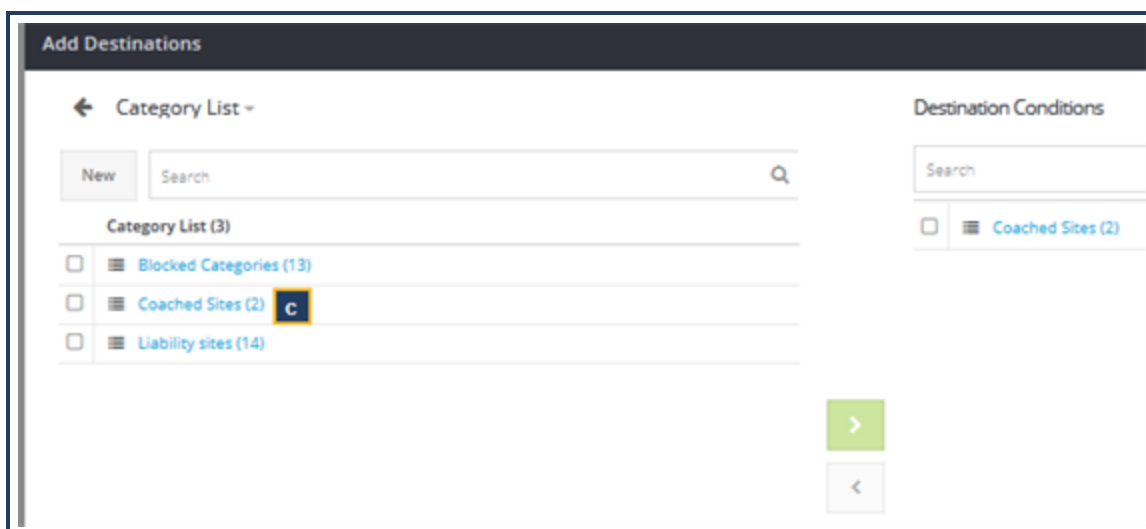 Add Destinations
Category List
Destination Conditions
New
Search
Search
Category List (3)
Coached Sites (2)
Blocked Categories (13)
Coached Sites (2)
C
Liability sites (14)